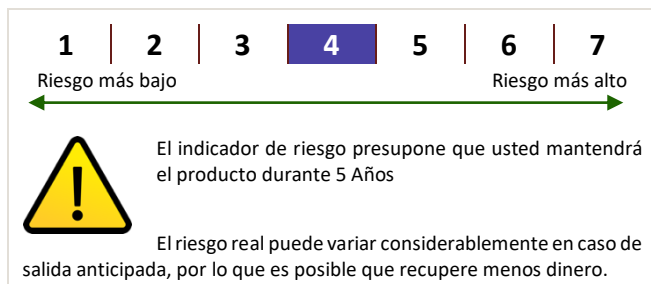 1 2 3 4 5 6 7
Riesgo más bajo Riesgo más alto
El indicador de riesgo presupone que usted mantendrá
el producto durante 5 Años
El riesgo real puede variar considerablemente en caso de
salida anticipada, por lo que es posible que recupere menos dinero.